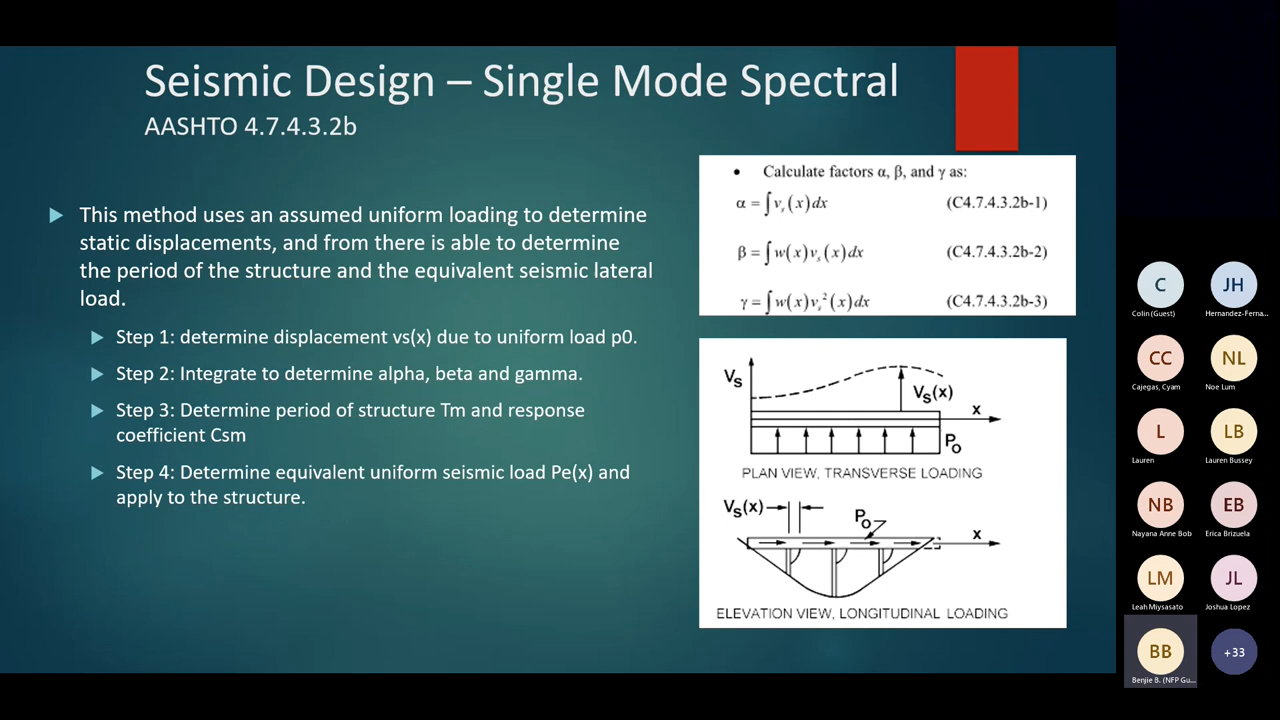 Seismic Design – Single Mode Spectral
AASHTO 4.7.4.3.2b
This method uses an assumed uniform loading to determine
static displacements, and from there is able to determine
the period of the structure and the equivalent seismic lateral
load.
Step 1: determine displacement vs(x) due to uniform load p0.
Step 2: Integrate to determine alpha, beta and gamma.
Step 3: Determine period of structure Tm and response
coefficient Csm
Step 4: Determine equivalent uniform seismic load Pe(x) and
apply to the structure.
• Calculate factors α, β, and γ as:
α = ∫ vₛ(x)dx (C4.7.4.3.2b-1)
β = ∫ w(x)vₛ(x)dx (C4.7.4.3.2b-2)
γ = ∫ w(x)vₛ²(x)dx (C4.7.4.3.2b-3)
Vₛ
Vₛ(x)
x
Pₒ
PLAN VIEW, TRANSVERSE LOADING
Vₛ(x)
Pₒ
x
ELEVATION VIEW, LONGITUDINAL LOADING
C JH
Colin (Guest) Hernandez-Ferna...
CC NL
Cajegas, Cyam Noe Lum
L LB
Lauren Lauren Bussey
NB EB
Nayana Anne Bob Erica Brizuela
LM JL
Leah Miysasato Joshua Lopez
BB +33
Benjie B. (NFP Gu...